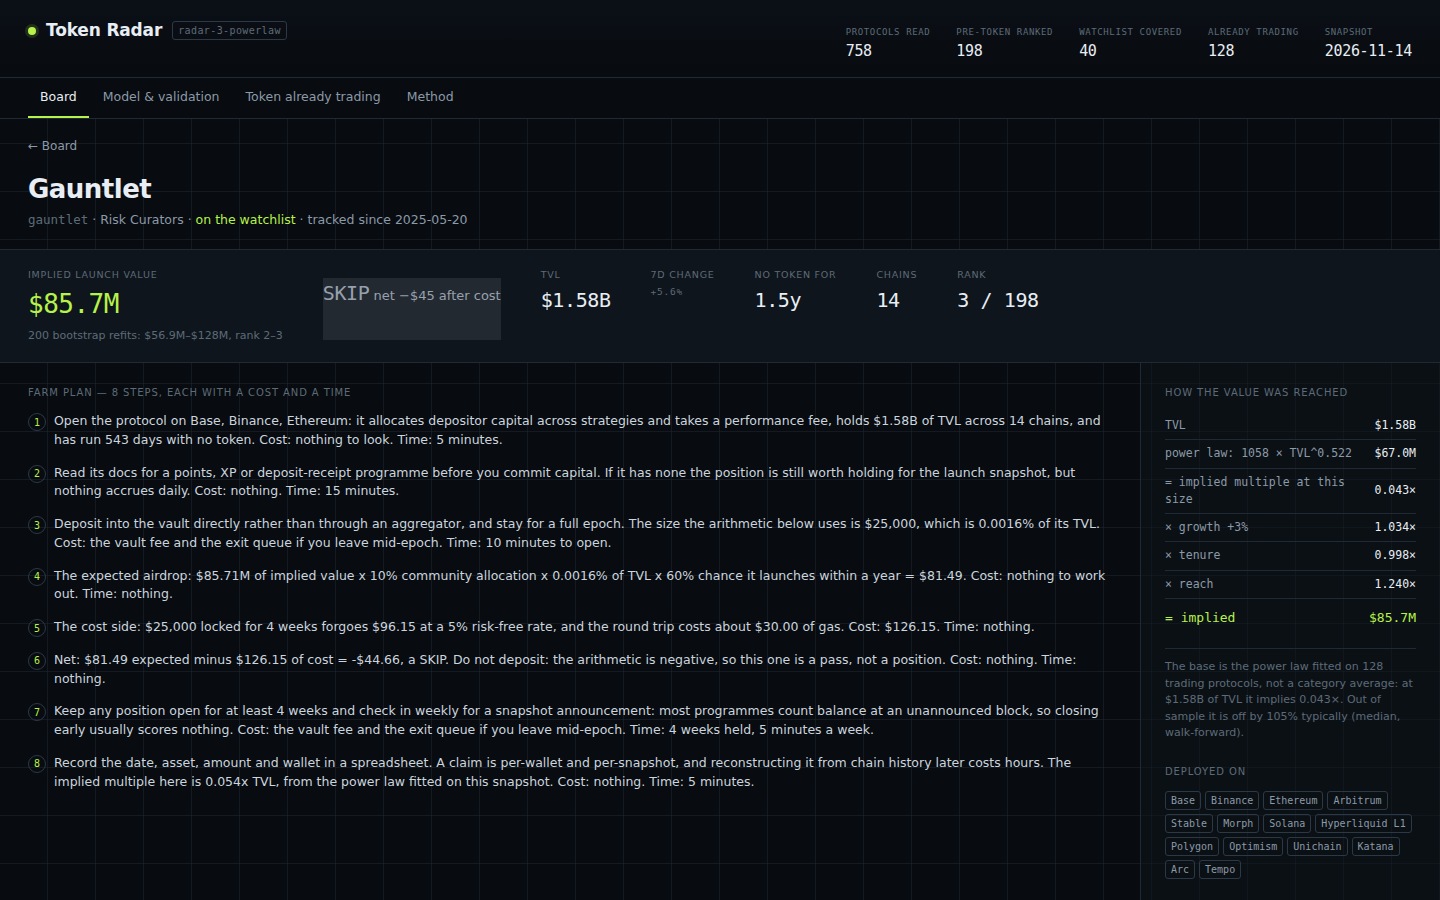 Token Radar radar-3-powerlaw
PROTOCOLS READ
758
PRE-TOKEN RANKED
198
WATCHLIST COVERED
40
ALREADY TRADING
128
SNAPSHOT
2026-11-14
Board Model & validation Token already trading Method
← Board
Gauntlet
gauntlet · Risk Curators · on the watchlist · tracked since 2025-05-20
IMPLIED LAUNCH VALUE
$85.7M
200 bootstrap refits: $56.9M–$128M, rank 2–3
SKIP net −$45 after cost
TVL
$1.58B
7D CHANGE
+5.6%
NO TOKEN FOR
1.5y
CHAINS
14
RANK
3 / 198
FARM PLAN — 8 STEPS, EACH WITH A COST AND A TIME
1 Open the protocol on Base, Binance, Ethereum: it allocates depositor capital across strategies and takes a performance fee, holds $1.58B of TVL across 14 chains, and
has run 543 days with no token. Cost: nothing to look. Time: 5 minutes.
2 Read its docs for a points, XP or deposit-receipt programme before you commit capital. If it has none the position is still worth holding for the launch snapshot, but
nothing accrues daily. Cost: nothing. Time: 15 minutes.
3 Deposit into the vault directly rather than through an aggregator, and stay for a full epoch. The size the arithmetic below uses is $25,000, which is 0.0016% of its TVL.
Cost: the vault fee and the exit queue if you leave mid-epoch. Time: 10 minutes to open.
4 The expected airdrop: $85.71M of implied value x 10% community allocation x 0.0016% of TVL x 60% chance it launches within a year = $81.49. Cost: nothing to work
out. Time: nothing.
5 The cost side: $25,000 locked for 4 weeks forgoes $96.15 at a 5% risk-free rate, and the round trip costs about $30.00 of gas. Cost: $126.15. Time: nothing.
6 Net: $81.49 expected minus $126.15 of cost = -$44.66, a SKIP. Do not deposit: the arithmetic is negative, so this one is a pass, not a position. Cost: nothing. Time:
nothing.
7 Keep any position open for at least 4 weeks and check in weekly for a snapshot announcement: most programmes count balance at an unannounced block, so closing
early usually scores nothing. Cost: the vault fee and the exit queue if you leave mid-epoch. Time: 4 weeks held, 5 minutes a week.
8 Record the date, asset, amount and wallet in a spreadsheet. A claim is per-wallet and per-snapshot, and reconstructing it from chain history later costs hours. The
implied multiple here is 0.054x TVL, from the power law fitted on this snapshot. Cost: nothing. Time: 5 minutes.
HOW THE VALUE WAS REACHED
TVL $1.58B
power law: 1058 × TVL^0.522 $67.0M
= implied multiple at this
size 0.043×
× growth +3% 1.034×
× tenure 0.998×
× reach 1.240×
= implied $85.7M
The base is the power law fitted on 128
trading protocols, not a category average: at
$1.58B of TVL it implies 0.043×. Out of
sample it is off by 105% typically (median,
walk-forward).
DEPLOYED ON
Base Binance Ethereum Arbitrum
Stable Morph Solana Hyperliquid L1
Polygon Optimism Unichain Katana
Arc Tempo